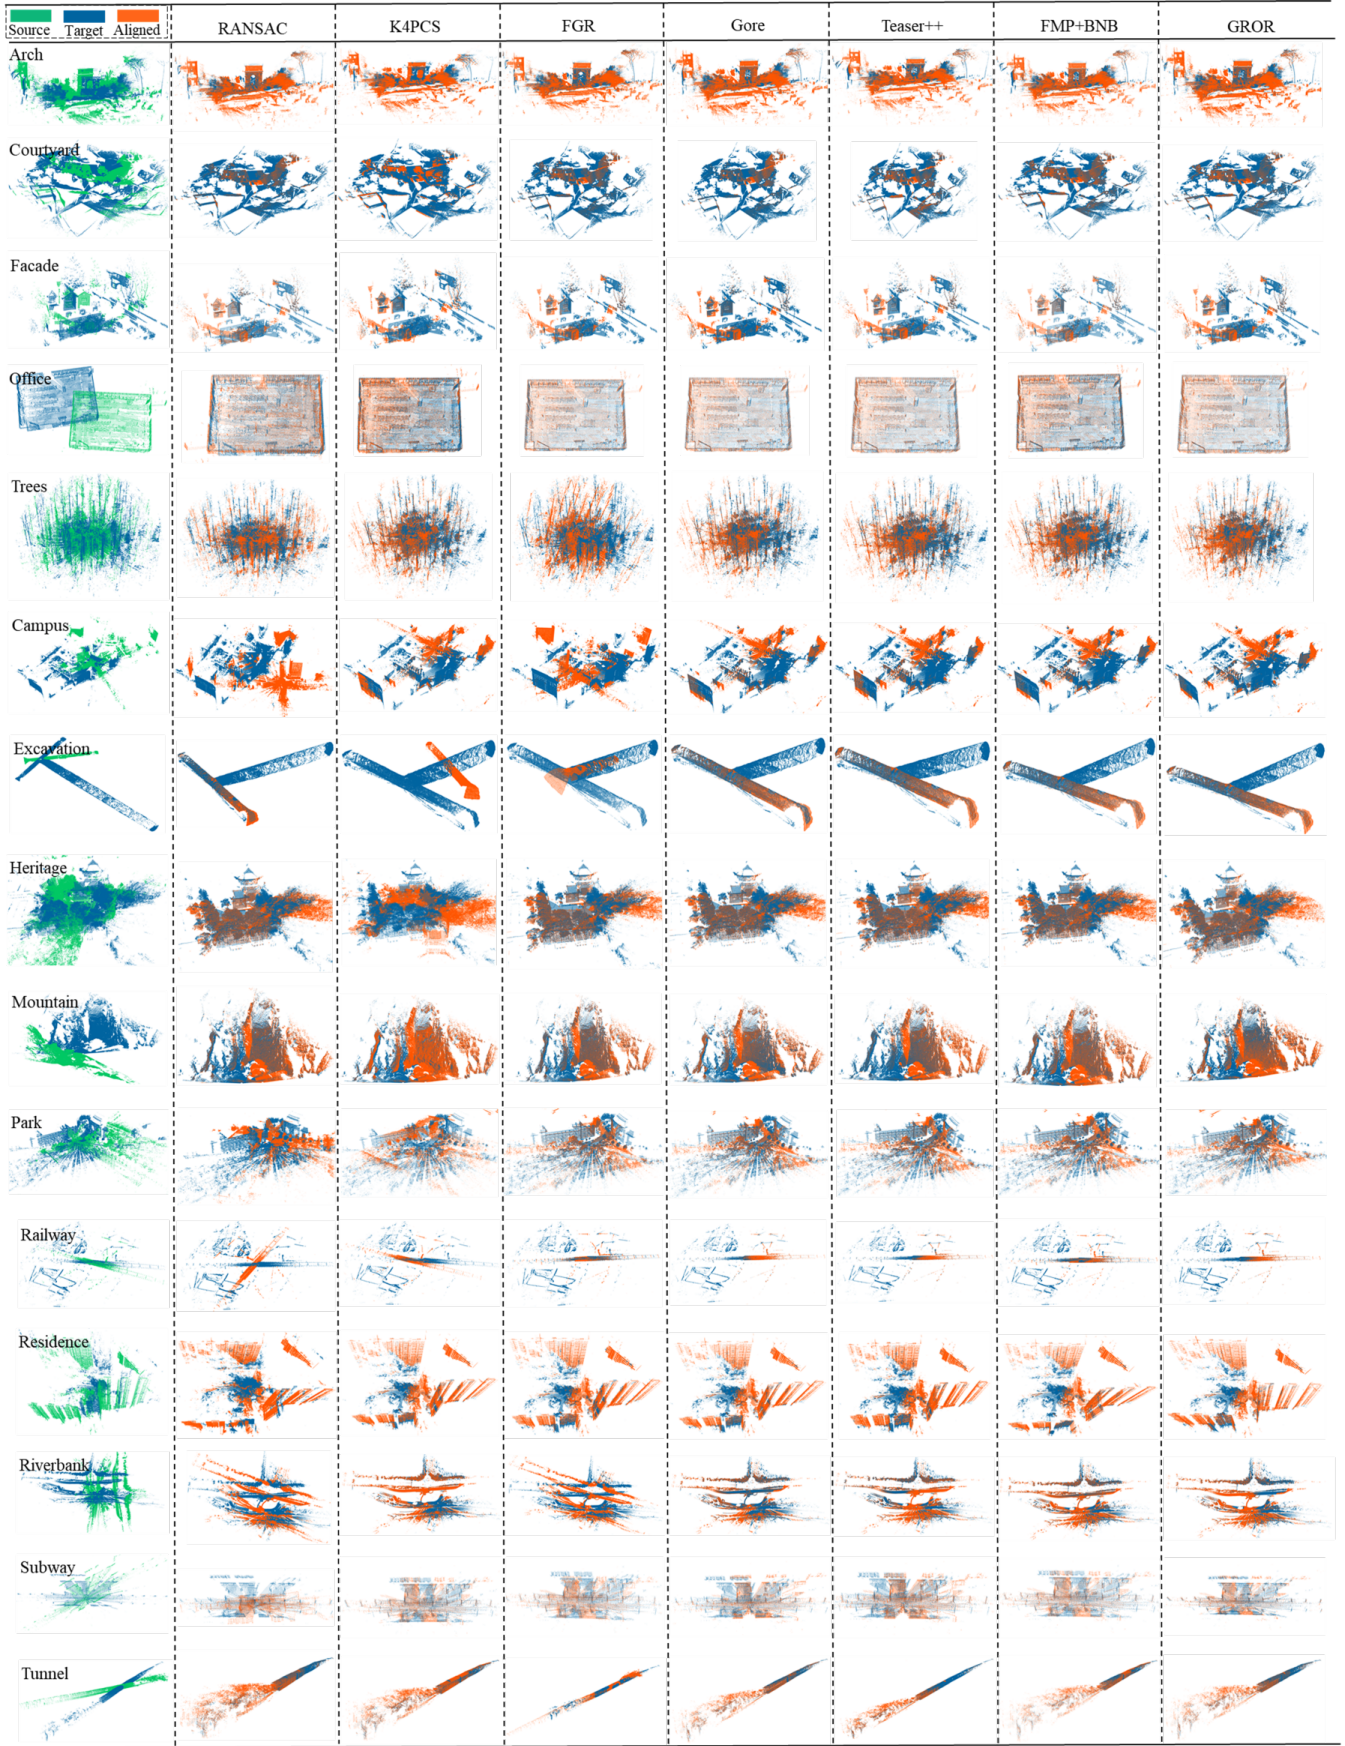 Source Target Aligned RANSAC K4PCS FGR Gore Teaser++ FMP+BNB GROR
Arch
Courtyard
Facade
Office
Trees
Campus
Excavation
Heritage
Mountain
Park
Railway
Residence
Riverbank
Subway
Tunnel